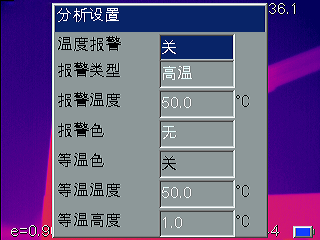 分析设置
36.1
温度报警 关
报警类型 高温
报警温度 50.0 °C
报警色 无
等温色 关
等温温度 50.0 °C
等温高度 1.0 °C
e=0.9
4